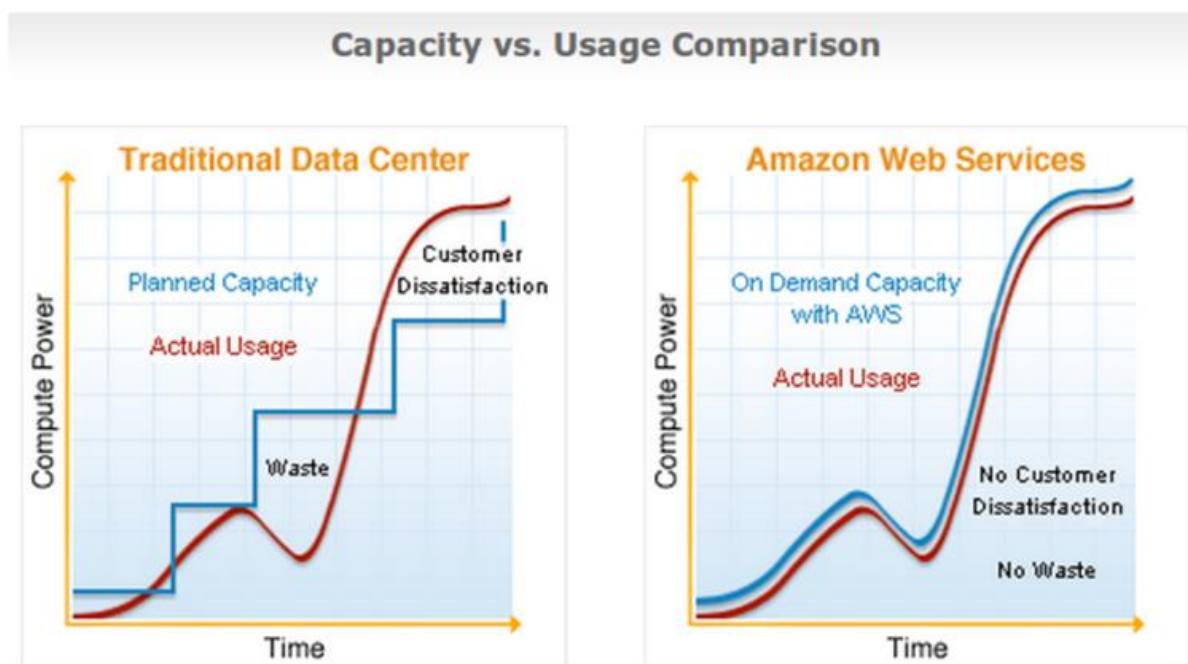 Capacity vs. Usage Comparison
Traditional Data Center
Compute Power
Planned Capacity
Actual Usage
Customer
Dissatisfaction
Waste
Time
Amazon Web Services
Compute Power
On Demand Capacity
with AWS
Actual Usage
No Customer
Dissatisfaction
No Waste
Time